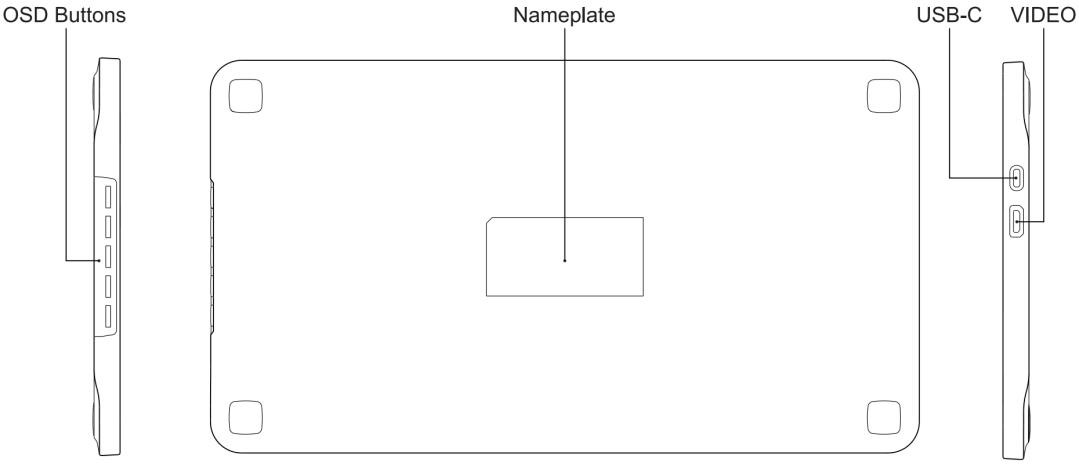 OSD Buttons
Nameplate
USB-C
VIDEO